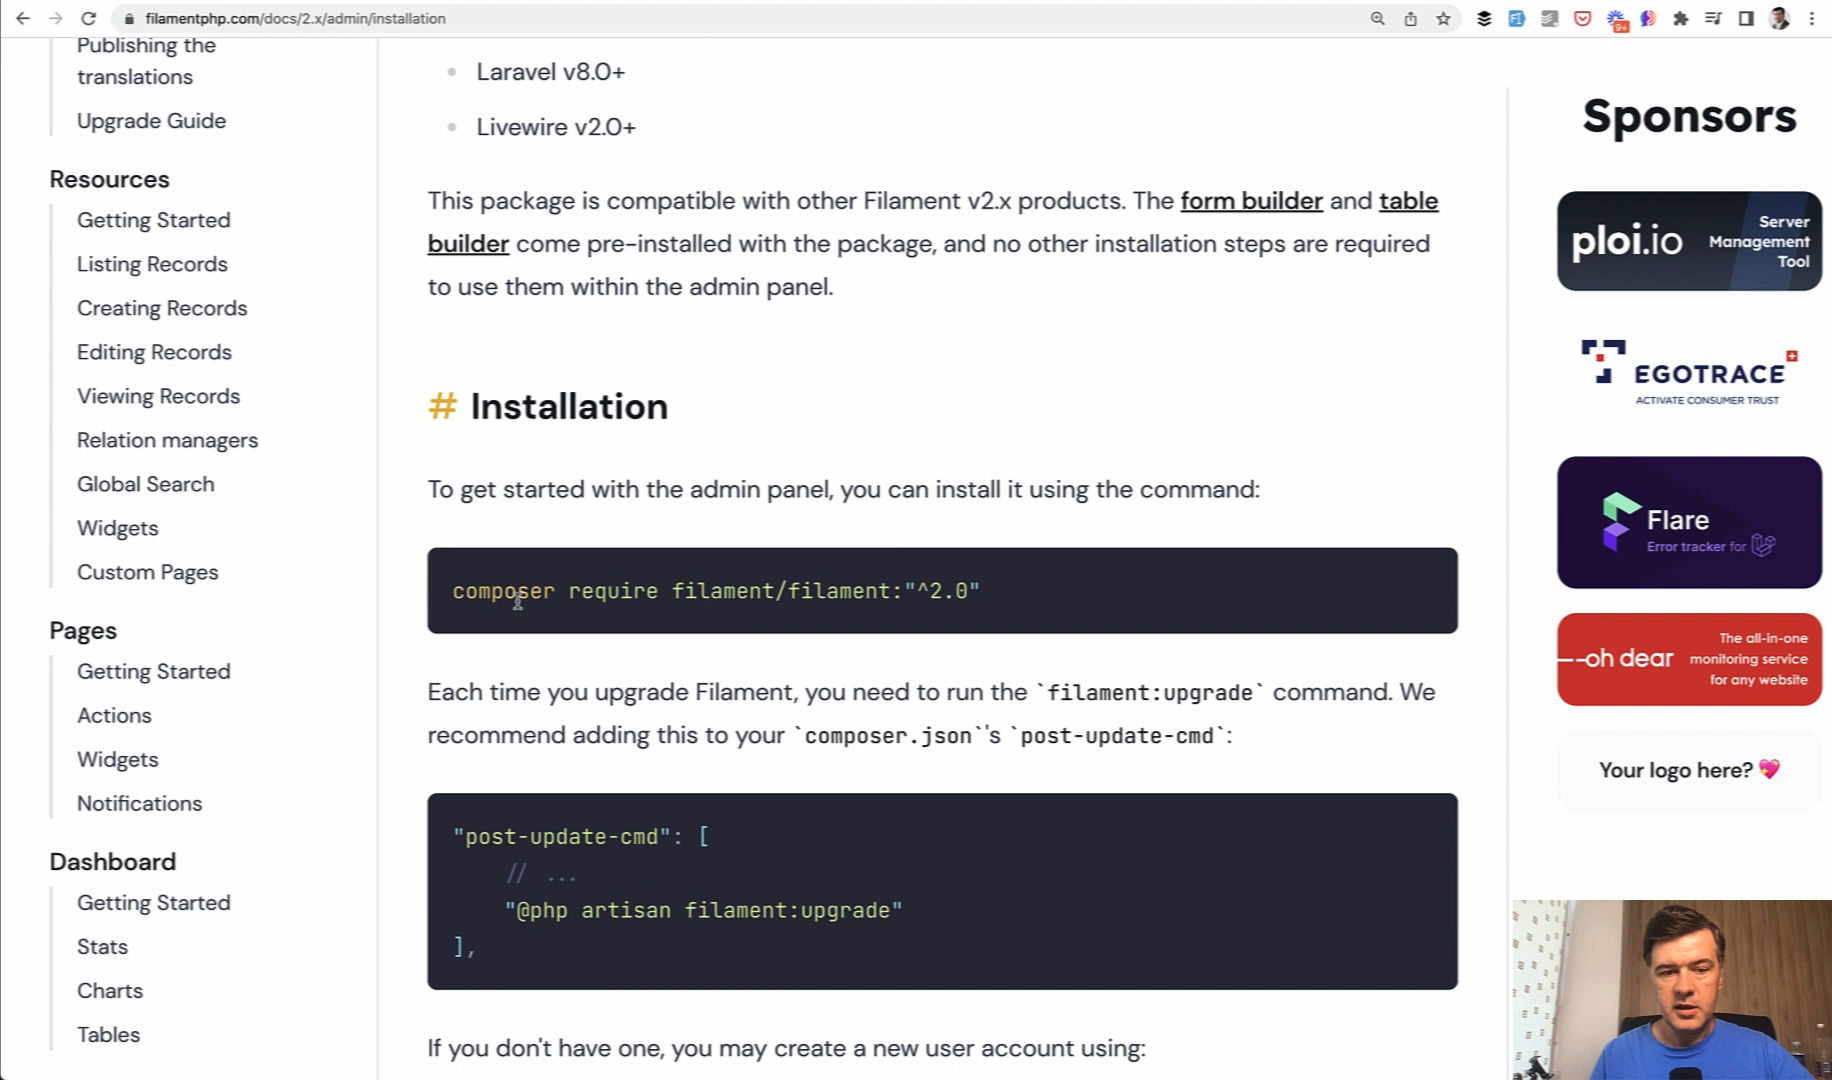 filamentphp.com/docs/2.x/admin/installation
9+
Publishing the
translations
Upgrade Guide
Resources
Getting Started
Listing Records
Creating Records
Editing Records
Viewing Records
Relation managers
Global Search
Widgets
Custom Pages
Pages
Getting Started
Actions
Widgets
Notifications
Dashboard
Getting Started
Stats
Charts
Tables
Laravel v8.0+
Livewire v2.0+
This package is compatible with other Filament v2.x products. The form builder and table
builder come pre-installed with the package, and no other installation steps are required
to use them within the admin panel.
# Installation
To get started with the admin panel, you can install it using the command:
composer require filament/filament:"^2.0"
Each time you upgrade Filament, you need to run the `filament:upgrade` command. We
recommend adding this to your `composer.json`'s `post-update-cmd`:
"post-update-cmd": [
// ...
"@php artisan filament:upgrade"
],
If you don't have one, you may create a new user account using:
Sponsors
ploi.io
Server
Management
Tool
EGOTRACE
ACTIVATE CONSUMER TRUST
Flare
Error tracker for
oh dear
The all-in-one
monitoring service
for any website
Your logo here? 💖